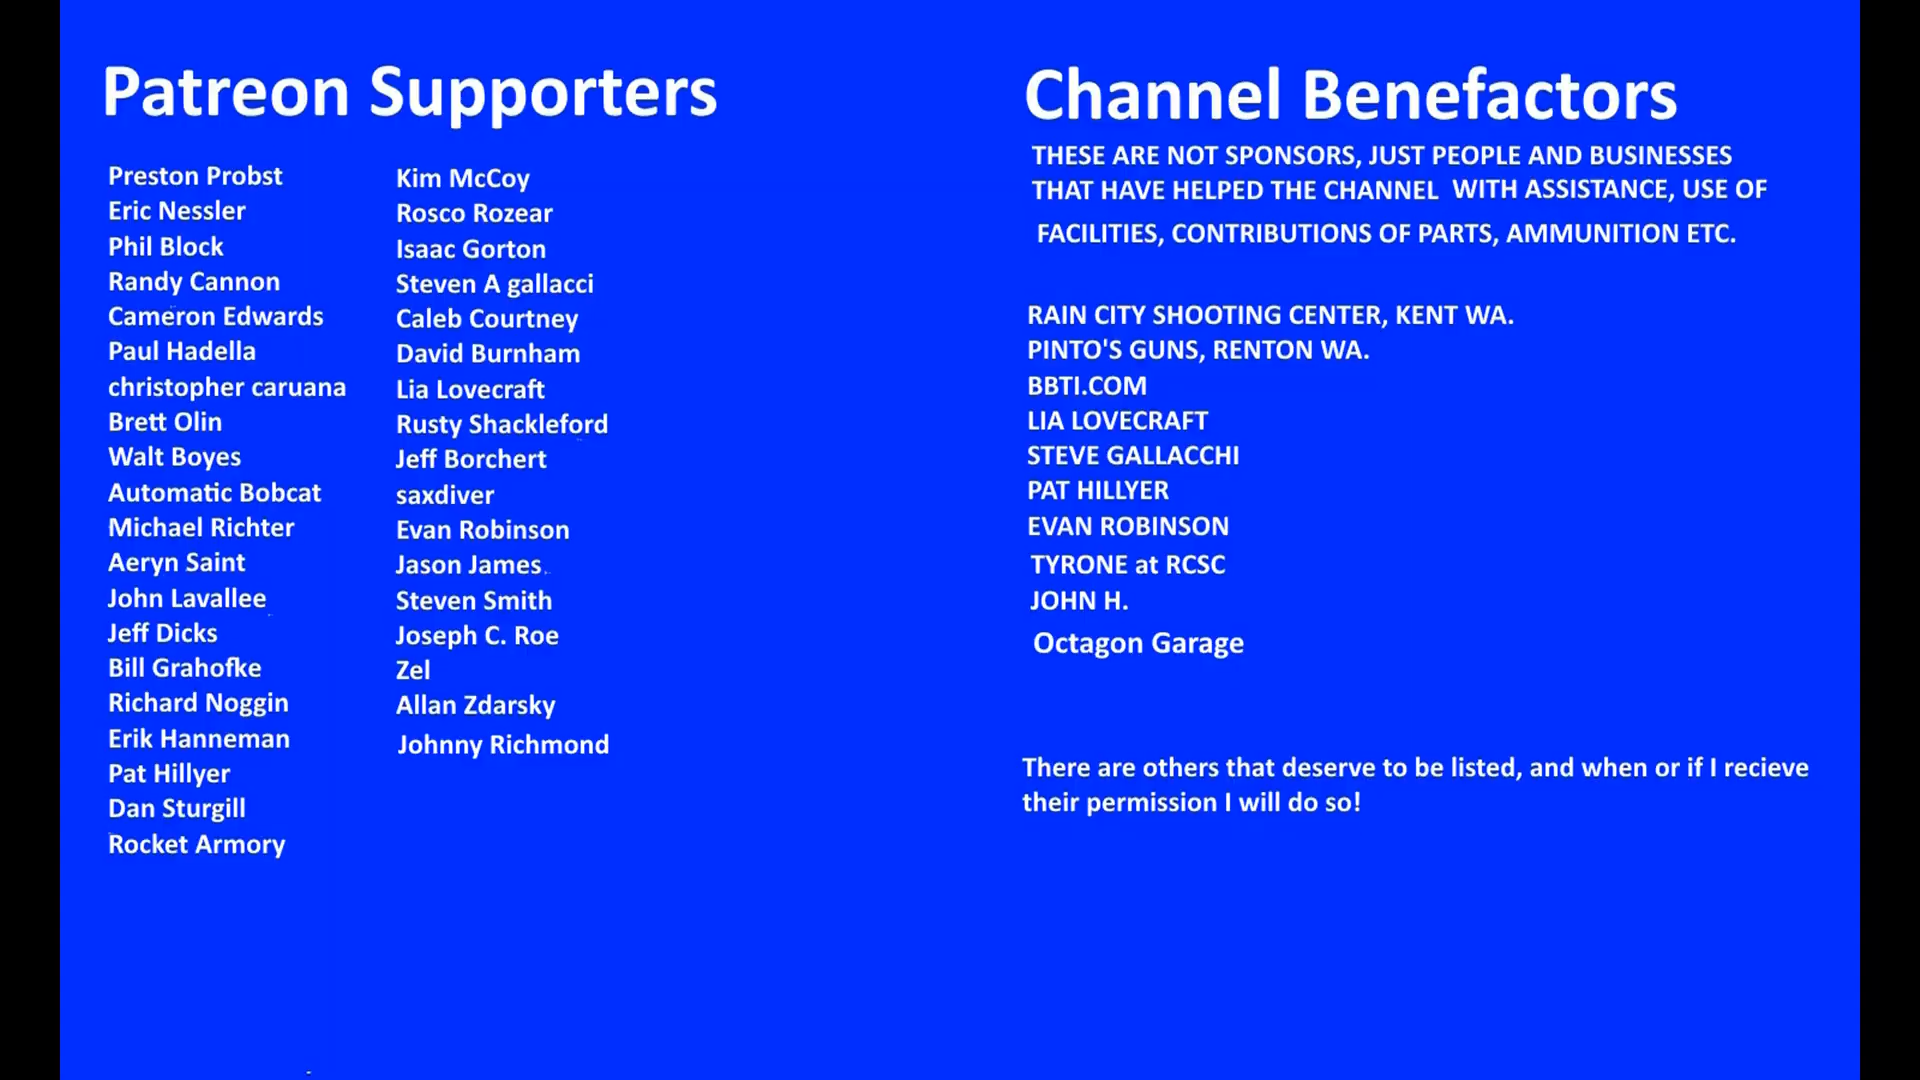 Patreon Supporters
Preston Probst
Eric Nessler
Phil Block
Randy Cannon
Cameron Edwards
Paul Hadella
christopher caruana
Brett Olin
Walt Boyes
Automatic Bobcat
Michael Richter
Aeryn Saint
John Lavallee
Jeff Dicks
Bill Grahofke
Richard Noggin
Erik Hanneman
Pat Hillyer
Dan Sturgill
Rocket Armory
Kim McCoy
Rosco Rozear
Isaac Gorton
Steven A gallacci
Caleb Courtney
David Burnham
Lia Lovecraft
Rusty Shackleford
Jeff Borchert
saxdiver
Evan Robinson
Jason James
Steven Smith
Joseph C. Roe
Zel
Allan Zdarsky
Johnny Richmond
Channel Benefactors
THESE ARE NOT SPONSORS, JUST PEOPLE AND BUSINESSES
THAT HAVE HELPED THE CHANNEL WITH ASSISTANCE, USE OF
FACILITIES, CONTRIBUTIONS OF PARTS, AMMUNITION ETC.
RAIN CITY SHOOTING CENTER, KENT WA.
PINTO'S GUNS, RENTON WA.
BBTI.COM
LIA LOVECRAFT
STEVE GALLACCHI
PAT HILLYER
EVAN ROBINSON
TYRONE at RCSC
JOHN H.
Octagon Garage
There are others that deserve to be listed, and when or if I recieve
their permission I will do so!